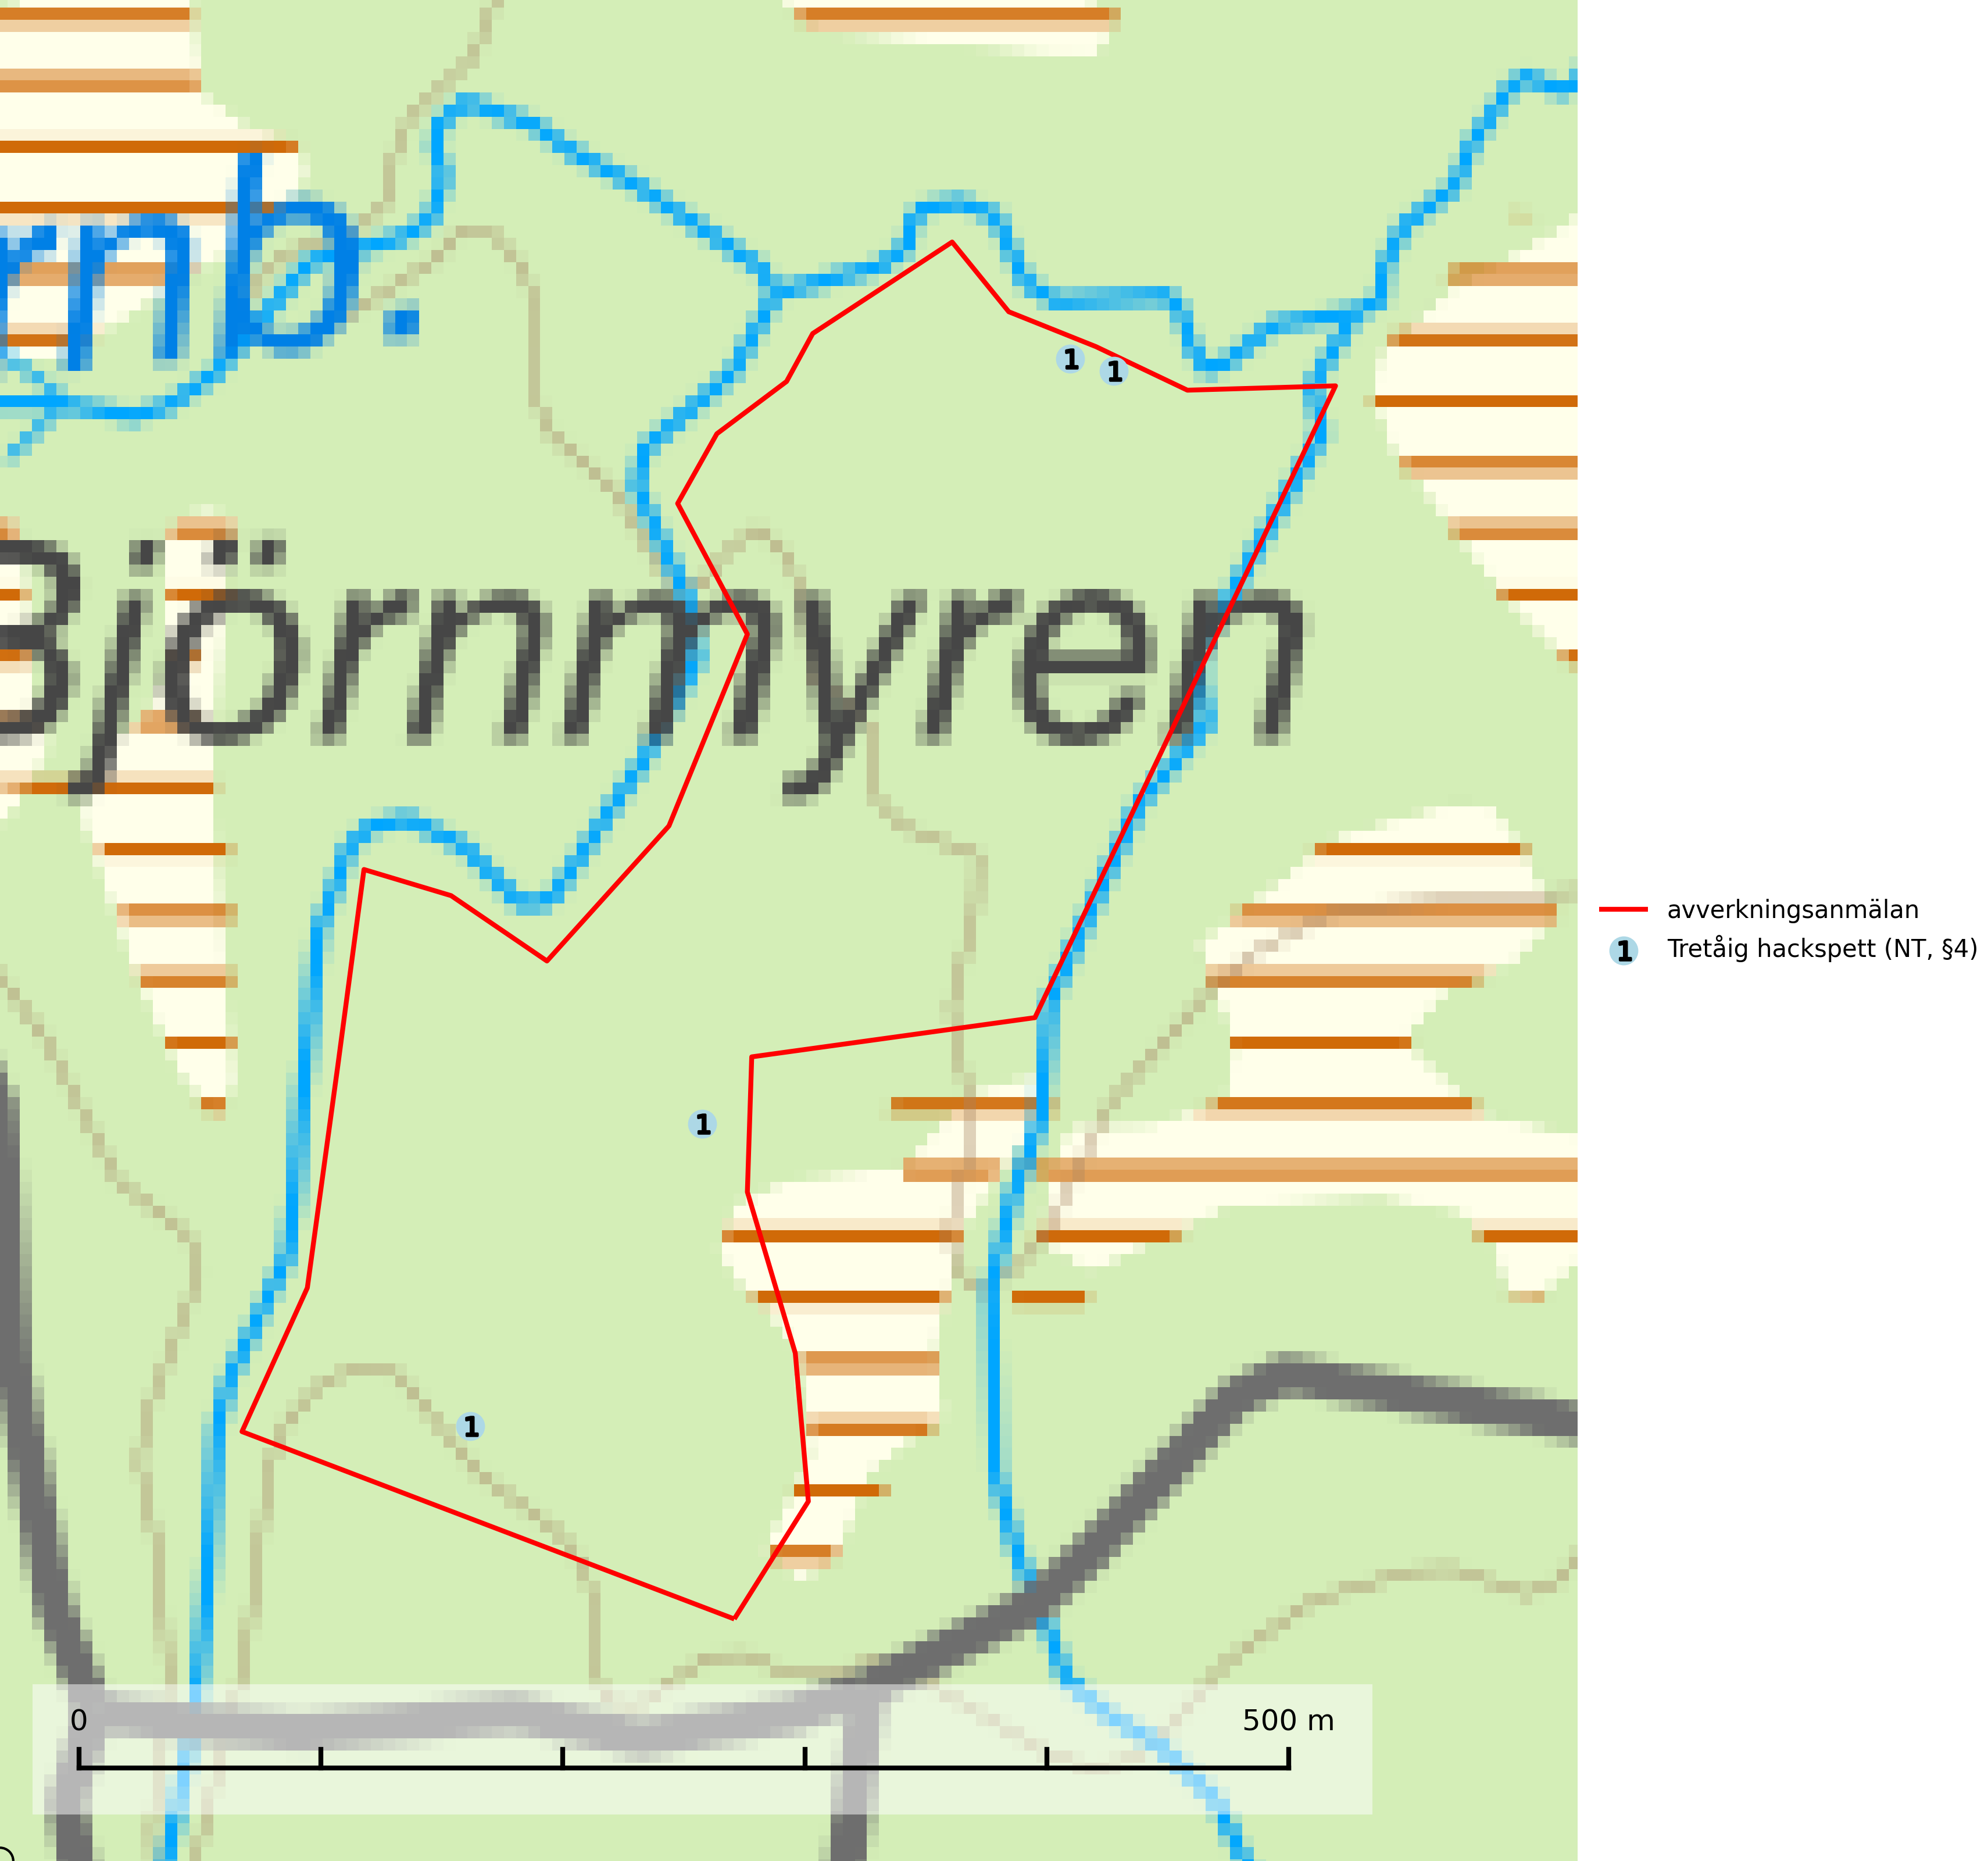 rnb.
1
1
Björnmyren
1
1
0
500 m
avverkningsanmälan
1 Tretåig hackspett (NT, §4)